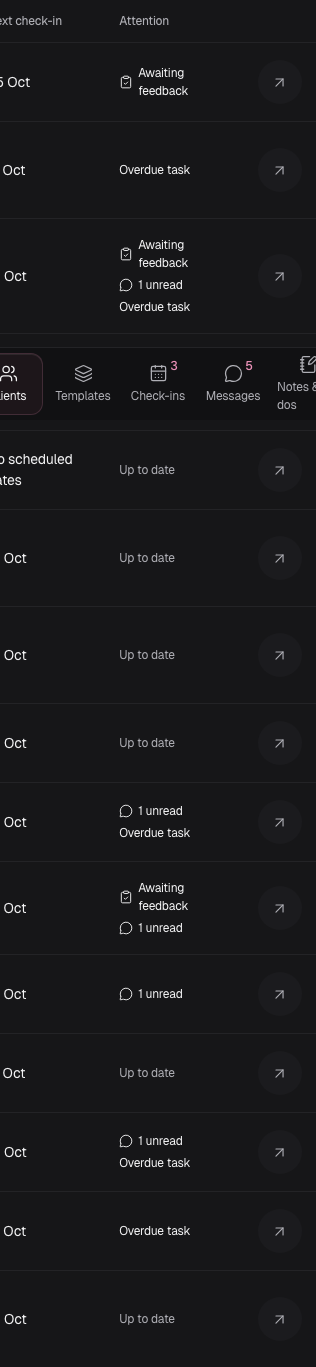 ext check-in Attention
5 Oct Awaiting
feedback
Oct Overdue task
Awaiting
feedback
Oct 1 unread
Overdue task
3 5
ients Templates Check-ins Messages Notes &
dos
o scheduled
ates Up to date
Oct Up to date
Oct Up to date
Oct Up to date
Oct 1 unread
Overdue task
Awaiting
feedback
Oct 1 unread
Oct 1 unread
Oct Up to date
Oct 1 unread
Overdue task
Oct Overdue task
Oct Up to date